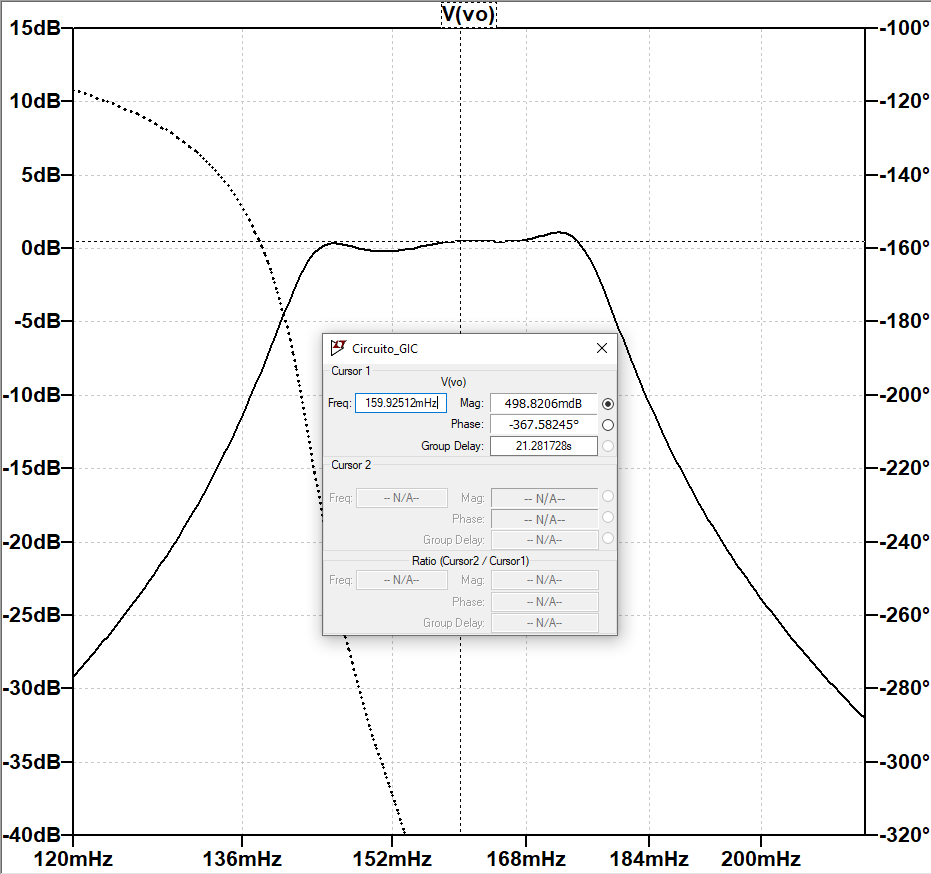 V(vo)
15dB
10dB
5dB
0dB
-5dB
-10dB
-15dB
-20dB
-25dB
-30dB
-35dB
-40dB
-100°
-120°
-140°
-160°
-180°
-200°
-220°
-240°
-260°
-280°
-300°
-320°
Circuito_GIC
Cursor 1
V(vo)
Freq: 159.92512mHz Mag: 498.8206mdB
Phase: -367.58245°
Group Delay: 21.281728s
Cursor 2
Freq: -- N/A-- Mag: -- N/A--
Phase: -- N/A--
Group Delay: -- N/A--
Ratio (Cursor2 / Cursor1)
Freq: -- N/A-- Mag: -- N/A--
Phase: -- N/A--
Group Delay: -- N/A--
120mHz 136mHz 152mHz 168mHz 184mHz 200mHz